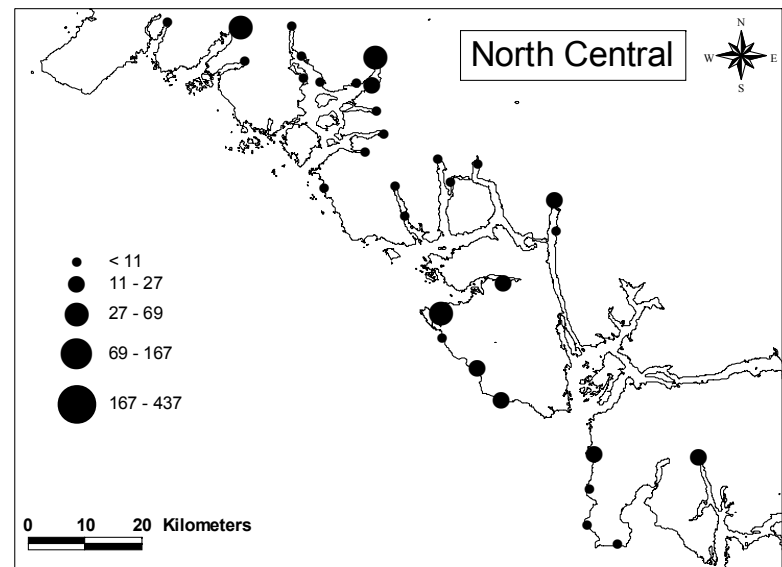 North Central
N
W E
S
< 11
11 - 27
27 - 69
69 - 167
167 - 437
0 10 20 Kilometers